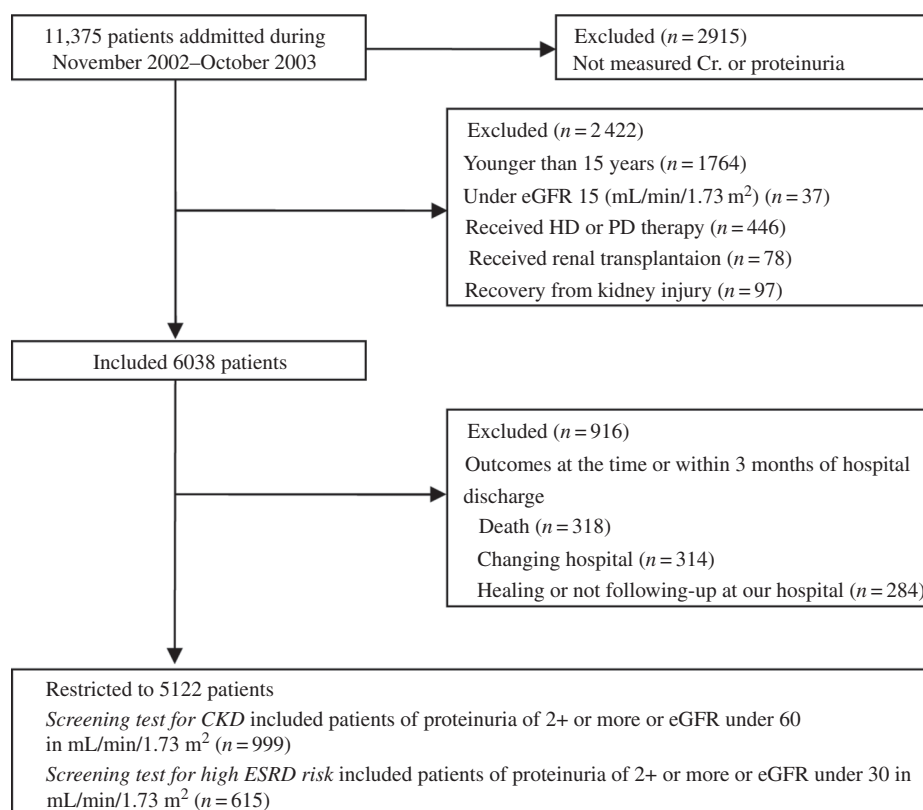 11,375 patients addmitted during
November 2002–October 2003
Excluded (n = 2915)
Not measured Cr. or proteinuria
Excluded (n = 2 422)
Younger than 15 years (n = 1764)
Under eGFR 15 (mL/min/1.73 m²) (n = 37)
Received HD or PD therapy (n = 446)
Received renal transplantaion (n = 78)
Recovery from kidney injury (n = 97)
Included 6038 patients
Excluded (n = 916)
Outcomes at the time or within 3 months of hospital
discharge
Death (n = 318)
Changing hospital (n = 314)
Healing or not following-up at our hospital (n = 284)
Restricted to 5122 patients
Screening test for CKD included patients of proteinuria of 2+ or more or eGFR under 60
in mL/min/1.73 m² (n = 999)
Screening test for high ESRD risk included patients of proteinuria of 2+ or more or eGFR under 30 in
mL/min/1.73 m² (n = 615)